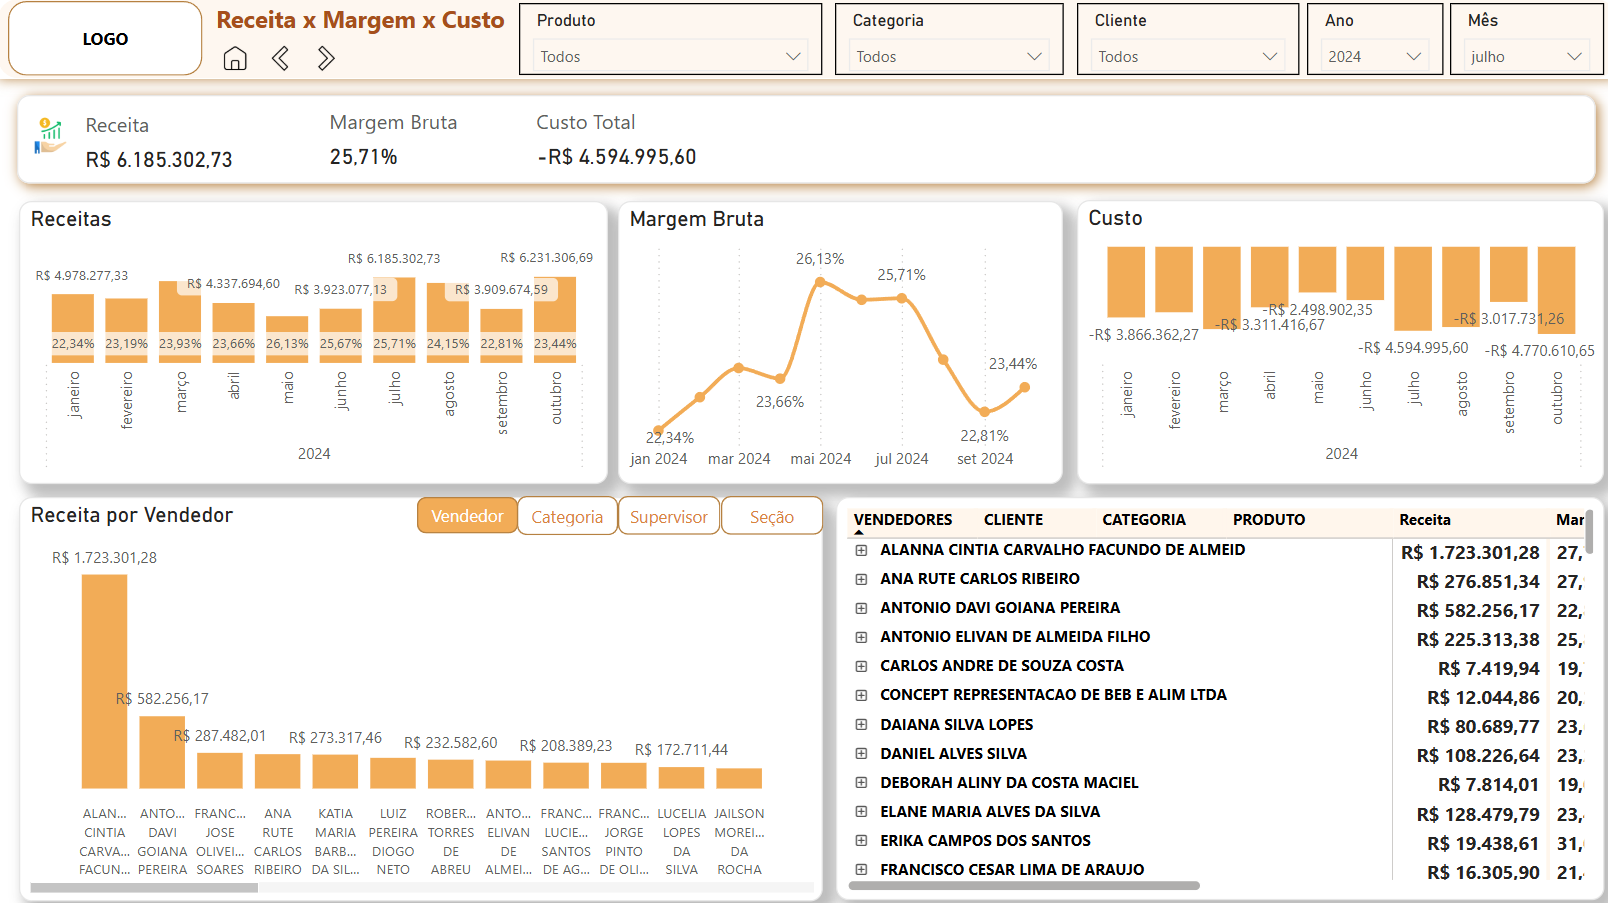 LOGO
Receita x Margem x Custo
Produto
Todos
Categoria
Todos
Cliente
Todos
Ano
2024
Mês
julho
Receita
R$ 6.185.302,73
Margem Bruta
25,71%
Custo Total
-R$ 4.594.995,60
Receitas
R$ 4.978.277,33
R$ 4.337.694,60
R$ 3.923.077,13
R$ 6.185.302,73
R$ 3.909.674,59
R$ 6.231.306,69
22,34% 23,19% 23,93% 23,66% 26,13% 25,67% 25,71% 24,15% 22,81% 23,44%
janeiro fevereiro março abril maio junho julho agosto setembro outubro
2024
Margem Bruta
26,13%
25,71%
23,44%
23,66%
22,34%
22,81%
jan 2024 mar 2024 mai 2024 jul 2024 set 2024
Custo
-R$ 3.866.362,27
-R$ 3.311.416,67
-R$ 2.498.902,35
-R$ 4.594.995,60
-R$ 3.017.731,26
-R$ 4.770.610,65
janeiro fevereiro março abril maio junho julho agosto setembro outubro
2024
Receita por Vendedor
Vendedor
Categoria
Supervisor
Seção
R$ 1.723.301,28
R$ 582.256,17
R$ 287.482,01
R$ 273.317,46
R$ 232.582,60
R$ 208.389,23
R$ 172.711,44
ALAN... ANTO... FRANC... ANA KATIA LUIZ ROBER... ANTO... FRANC... FRANC... LUCELIA JAILSON
CINTIA DAVI JOSE RUTE MARIA PEREIRA TORRES ELIVAN LUCIE... JORGE LOPES MOREI...
CARVA... GOIANA OLIVEI... CARLOS BARB... DIOGO DE DE SANTOS PINTO DA DA
FACUN... PEREIRA SOARES RIBEIRO DA SIL... NETO ABREU ALMEI... DE AG... DE OLI... SILVA ROCHA
VENDEDORES CLIENTE CATEGORIA PRODUTO Receita Mar
ALANNA CINTIA CARVALHO FACUNDO DE ALMEID R$ 1.723.301,28 27,
ANA RUTE CARLOS RIBEIRO R$ 276.851,34 27,
ANTONIO DAVI GOIANA PEREIRA R$ 582.256,17 22,
ANTONIO ELIVAN DE ALMEIDA FILHO R$ 225.313,38 25,
CARLOS ANDRE DE SOUZA COSTA R$ 7.419,94 19,
CONCEPT REPRESENTACAO DE BEB E ALIM LTDA R$ 12.044,86 20,
DAIANA SILVA LOPES R$ 80.689,77 23,
DANIEL ALVES SILVA R$ 108.226,64 23,
DEBORAH ALINY DA COSTA MACIEL R$ 7.814,01 19,
ELANE MARIA ALVES DA SILVA R$ 128.479,79 23,
ERIKA CAMPOS DOS SANTOS R$ 19.438,61 31,
FRANCISCO CESAR LIMA DE ARAUJO R$ 16.305,90 21,